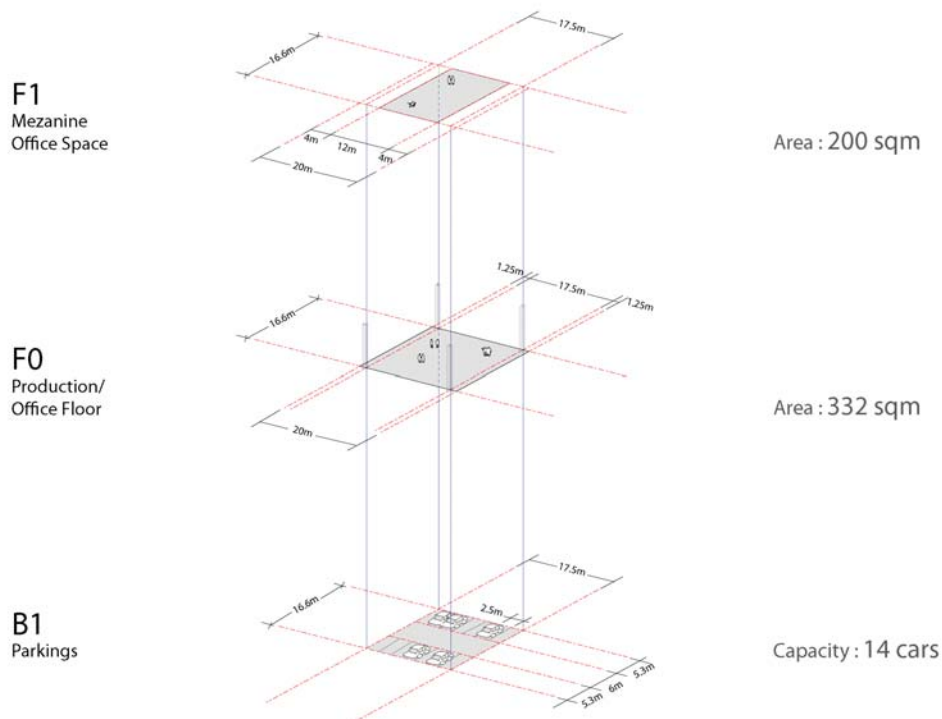 17.5m
16.6m
F1
Mezanine
Office Space
4m
12m
4m
20m
Area : 200 sqm
1.25m
17.5m
1.25m
16.6m
F0
Production/
Office Floor
20m
Area : 332 sqm
17.5m
16.6m
2.5m
B1
Parkings
Capacity : 14 cars
5.3m
6m
5.3m